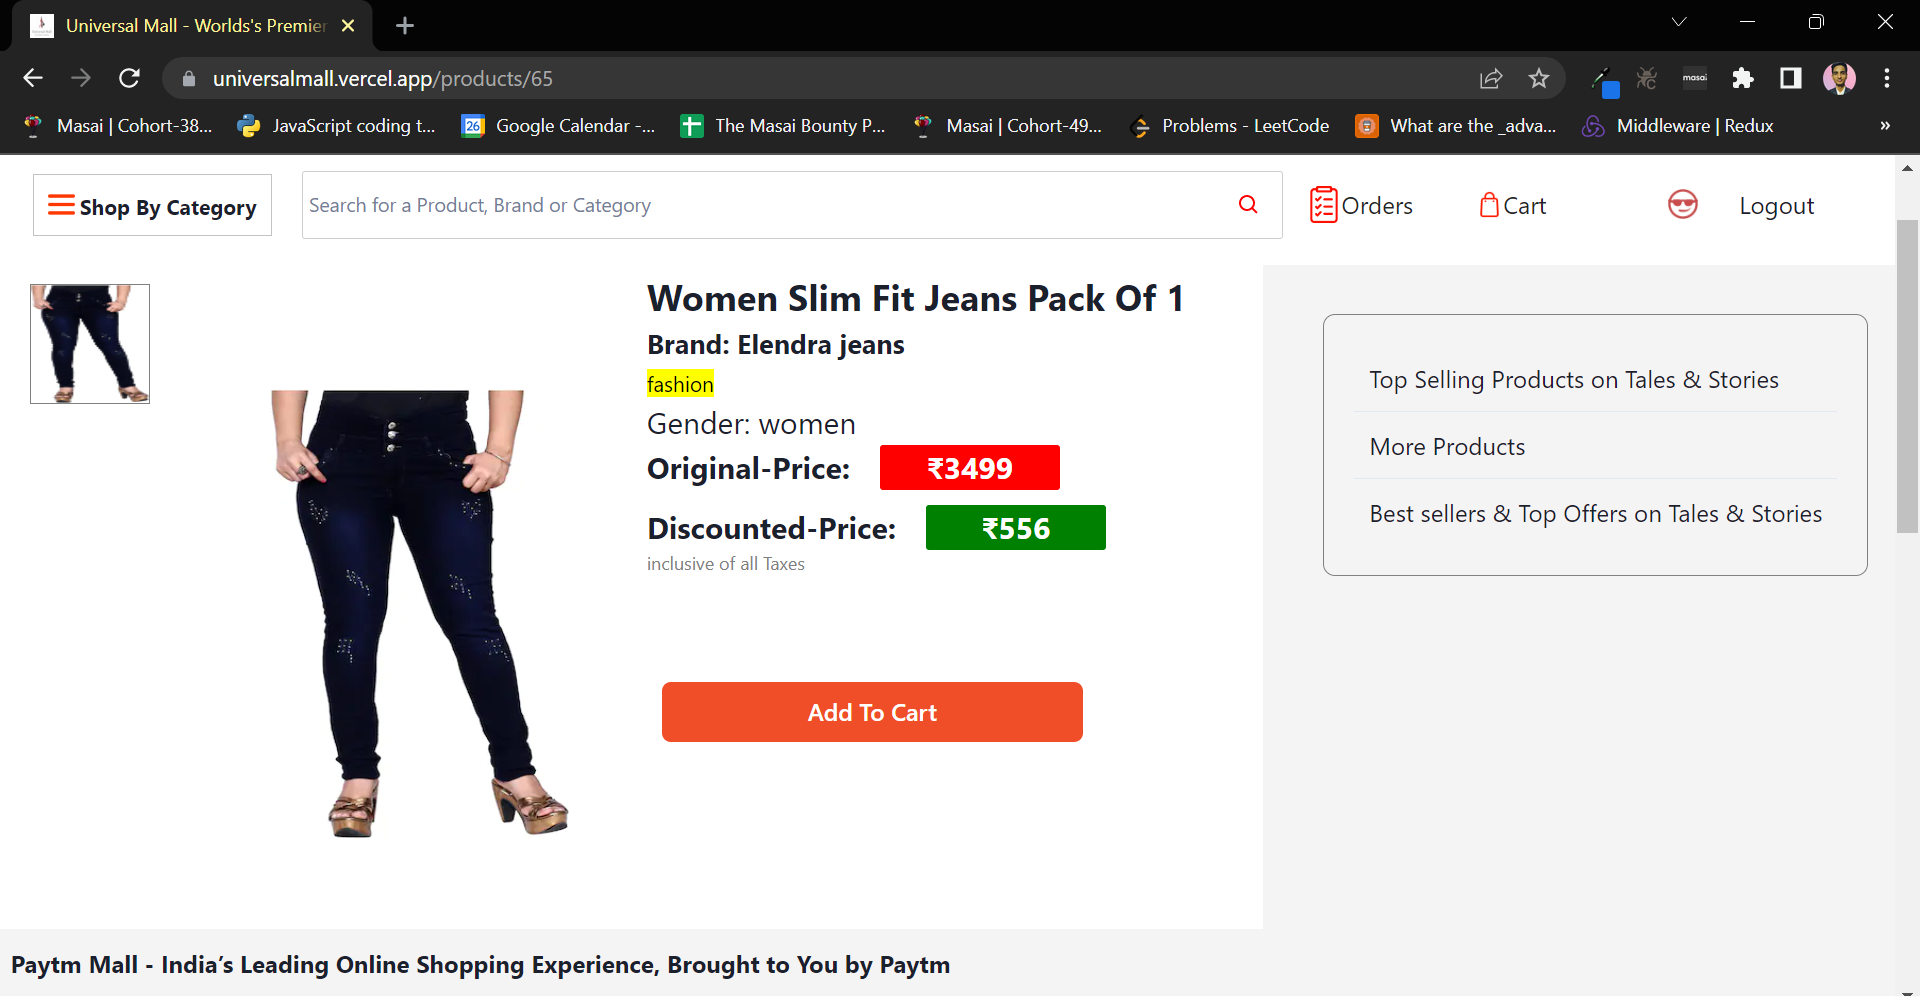 Universal Mall - Worlds's Premier
universalmall.vercel.app/products/65
masai
Masai | Cohort-38...
JavaScript coding t...
26
Google Calendar -...
The Masai Bounty P...
Masai | Cohort-49...
Problems - LeetCode
What are the _adva...
Middleware | Redux
»
Shop By Category
Search for a Product, Brand or Category
Orders
Cart
Logout
Women Slim Fit Jeans Pack Of 1
Brand: Elendra jeans
fashion
Gender: women
Original-Price: ₹3499
Discounted-Price: ₹556
inclusive of all Taxes
Add To Cart
Top Selling Products on Tales & Stories
More Products
Best sellers & Top Offers on Tales & Stories
Paytm Mall - India’s Leading Online Shopping Experience, Brought to You by Paytm